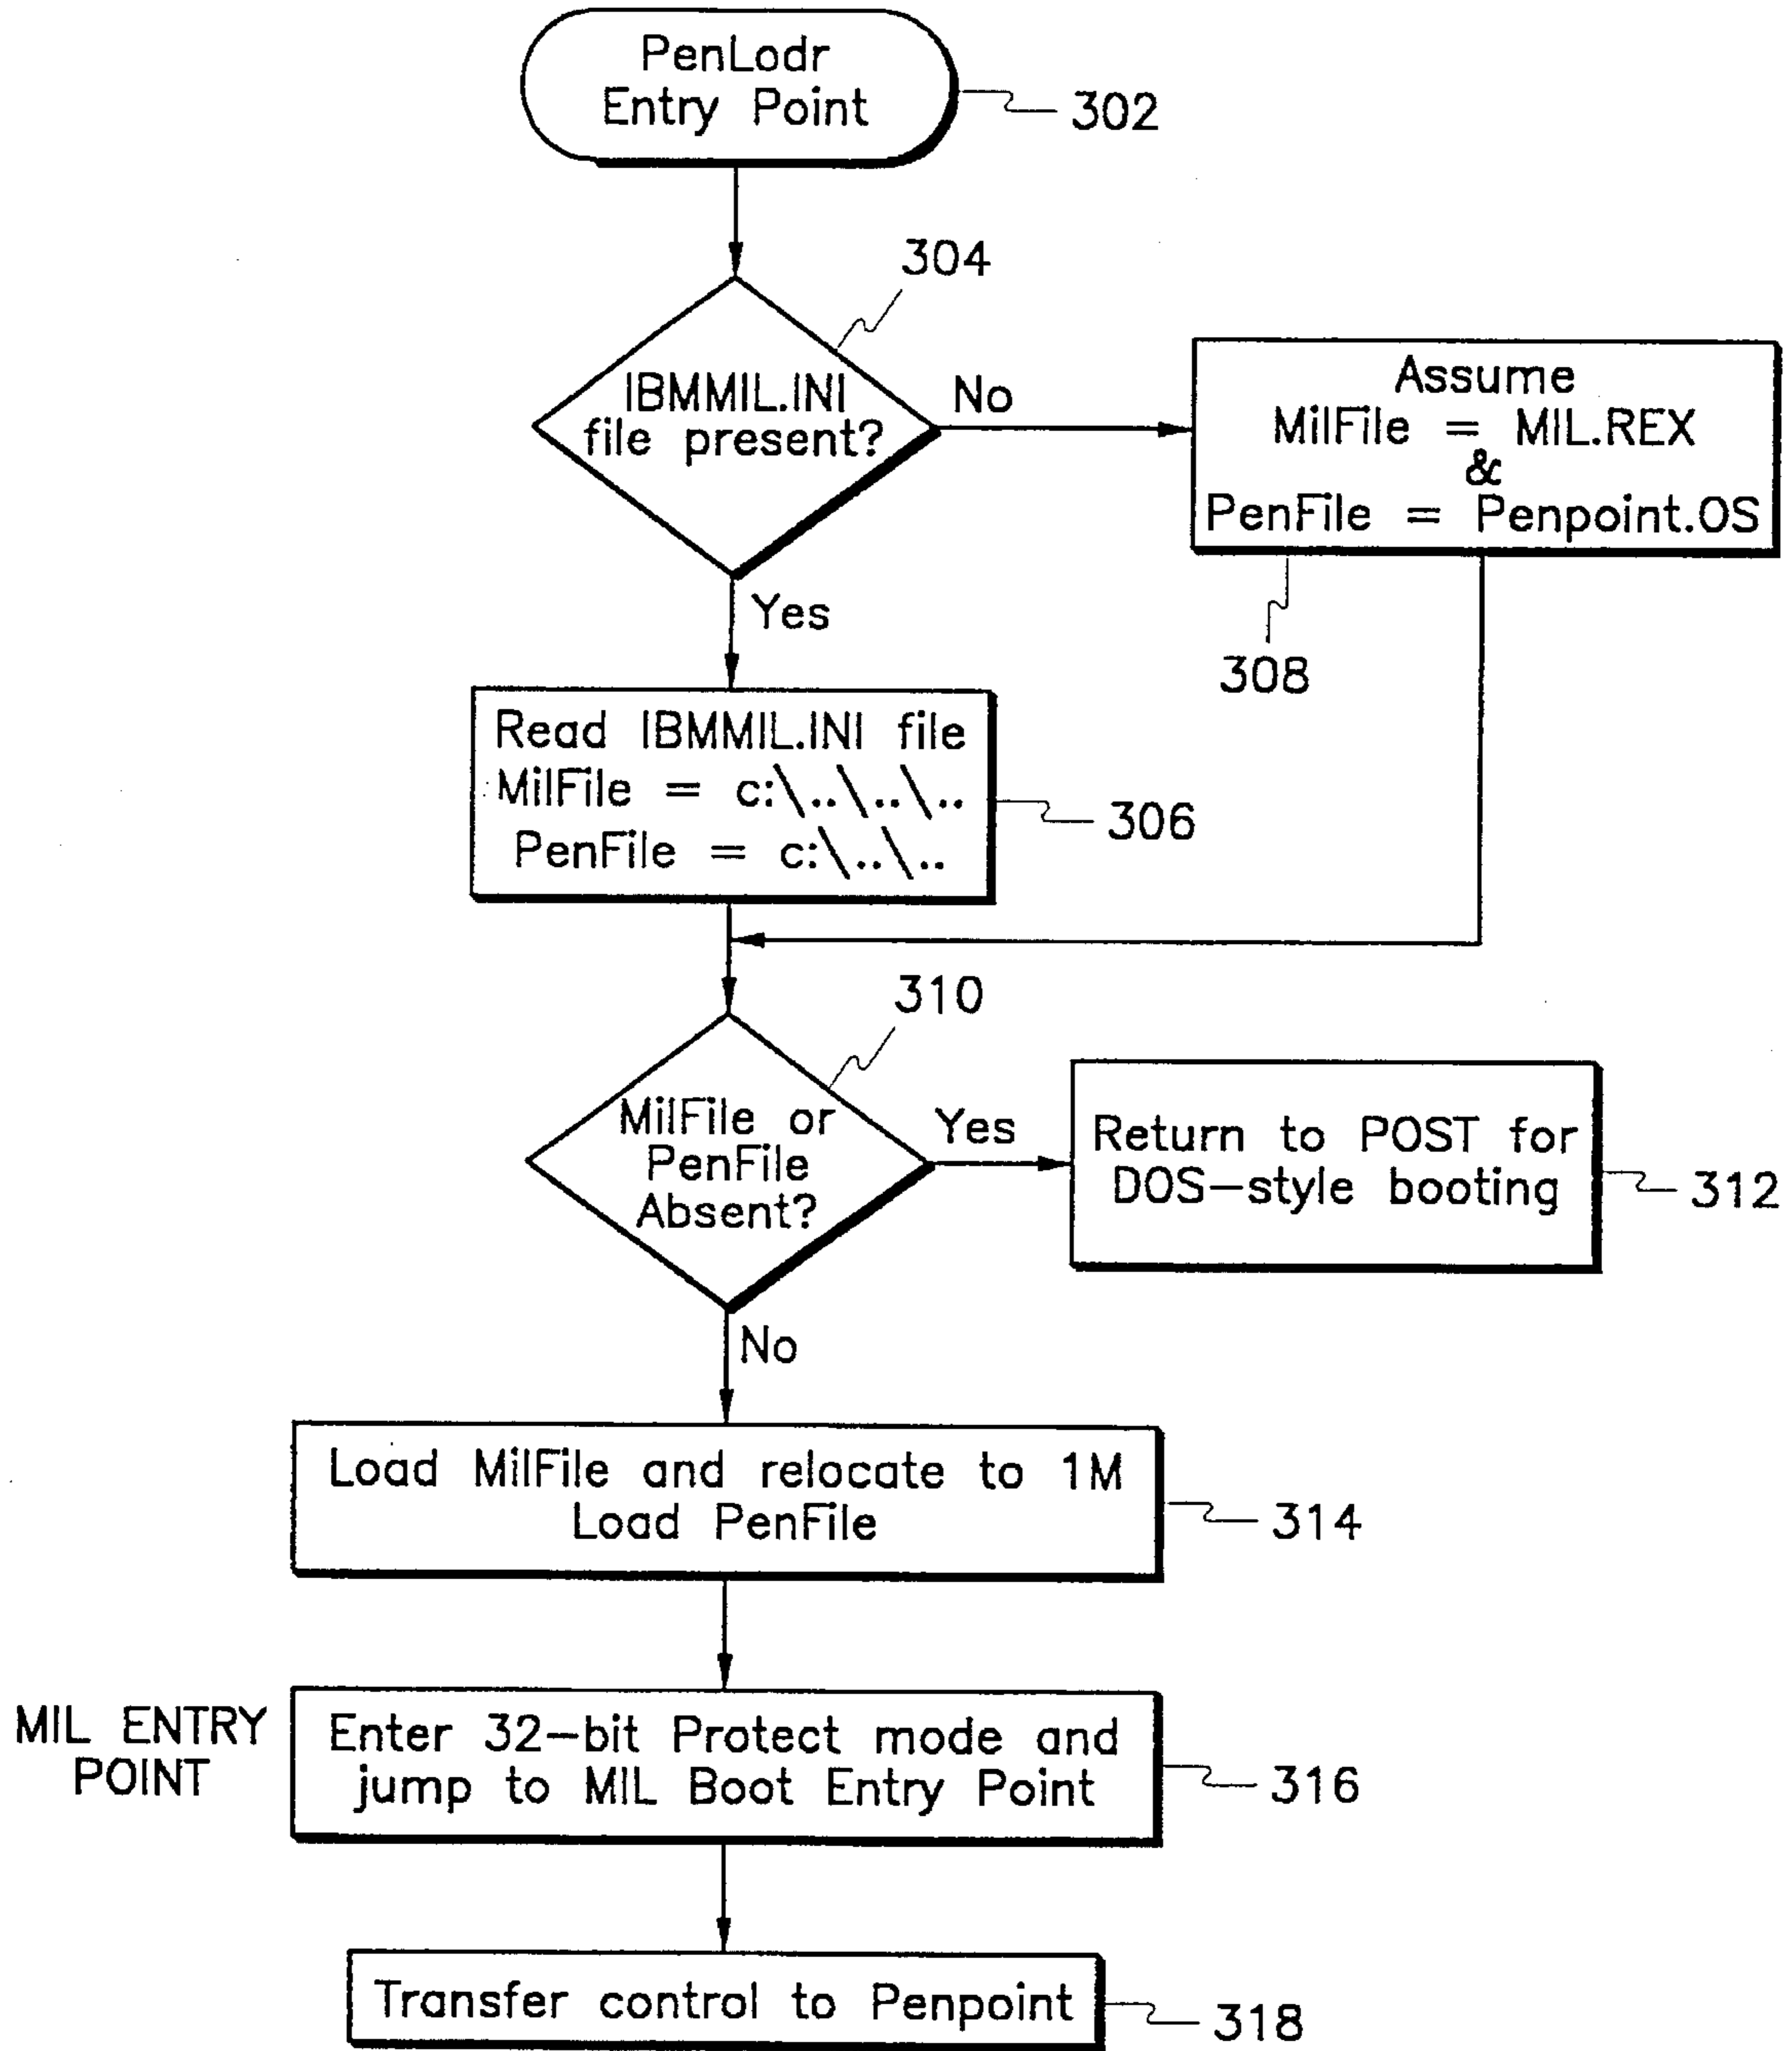 PenLodr
Entry Point
302
304
IBMMIL.INI
file present?
No
Assume
MilFile = MIL.REX
&
PenFile = Penpoint.OS
308
Yes
Read IBMMIL.INI file
MilFile = c:\..\..\..
PenFile = c:\..\..
306
310
MilFile or
PenFile
Absent?
Yes
Return to POST for
DOS-style booting
312
No
Load MilFile and relocate to 1M
Load PenFile
314
MIL ENTRY
POINT
Enter 32-bit Protect mode and
jump to MIL Boot Entry Point
316
Transfer control to Penpoint
318